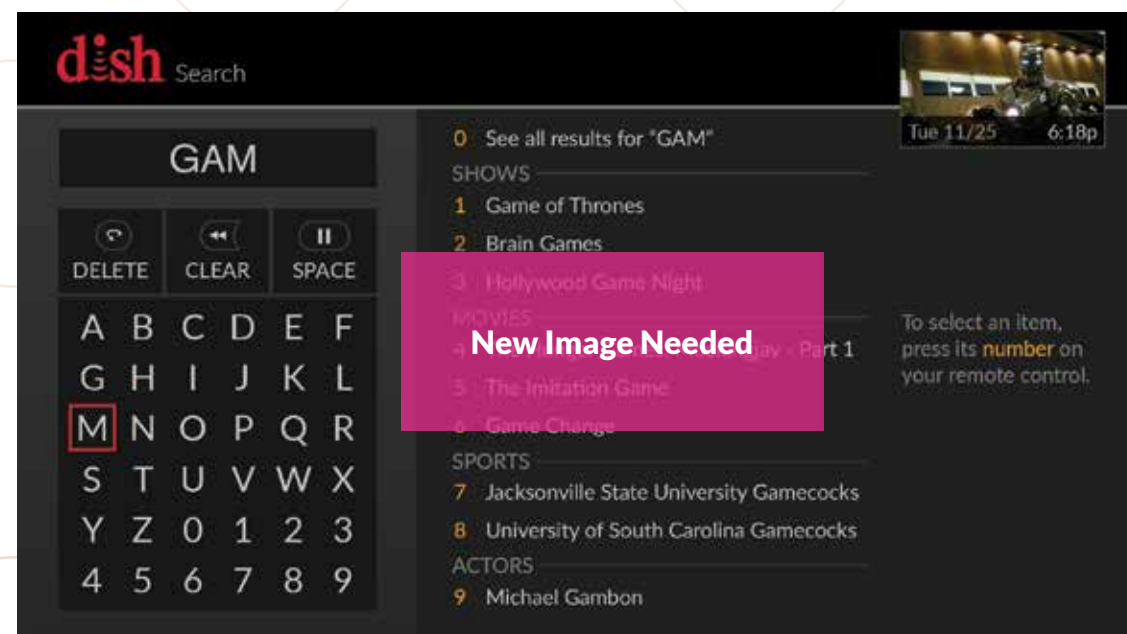 dish Search
Tue 11/25 6:18p
GAM
DELETE CLEAR SPACE
A B C D E F
G H I J K L
M N O P Q R
S T U V W X
Y Z 0 1 2 3
4 5 6 7 8 9
0 See all results for "GAM"
SHOWS
1 Game of Thrones
2 Brain Games
3 Hollywood Game Night
MOVIES
Part 1
5 The Imitation Game
6 Game Change
SPORTS
7 Jacksonville State University Gamecocks
8 University of South Carolina Gamecocks
ACTORS
9 Michael Gambon
New Image Needed
To select an item,
press its number on
your remote control.